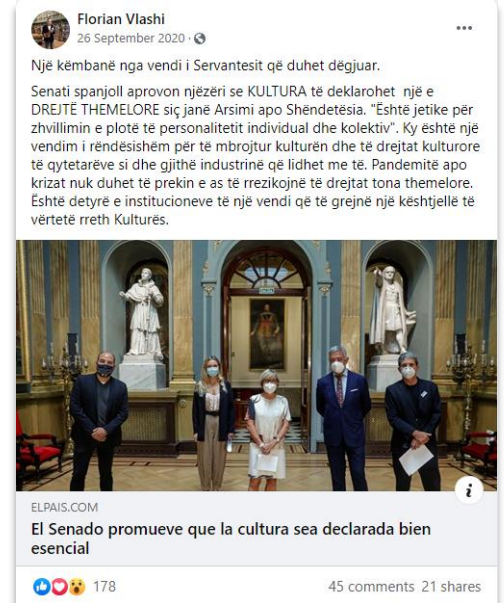 Florian Vlashi
26 September 2020 ·
Një këmbanë nga vendi i Servantesit që duhet dëgjuar.
Senati spanjoll aprovon njëzëri se KULTURA të deklarohet një e
DREJTË THEMELORE siç janë Arsimi apo Shëndetësia. "Është jetike për
zhvillimin e plotë të personalitetit individual dhe kolektiv". Ky është një
vendim i rëndësishëm për të mbrojtur kulturën dhe të drejtat kulturore
të qytetarëve si dhe gjithë industrinë që lidhet me të. Pandemitë apo
krizat nuk duhet të prekin e as të rrezikojnë të drejtat tona themelore.
Është detyrë e institucioneve të një vendi që të grejnë një kështjellë të
vërtetë rreth Kulturës.
ELPAIS.COM
El Senado promueve que la cultura sea declarada bien
esencial
178
45 comments 21 shares